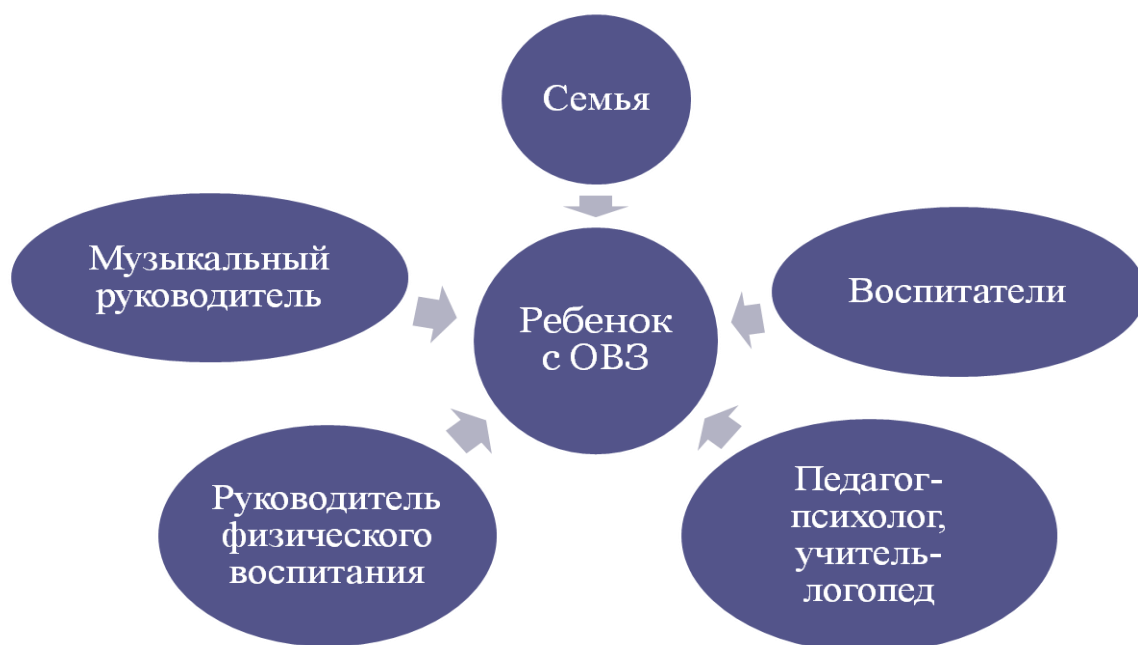 Семья
Музыкальный
руководитель
Ребенок
с ОВЗ
Воспитатели
Руководитель
физического
воспитания
Педагог-
психолог,
учитель-
логопед